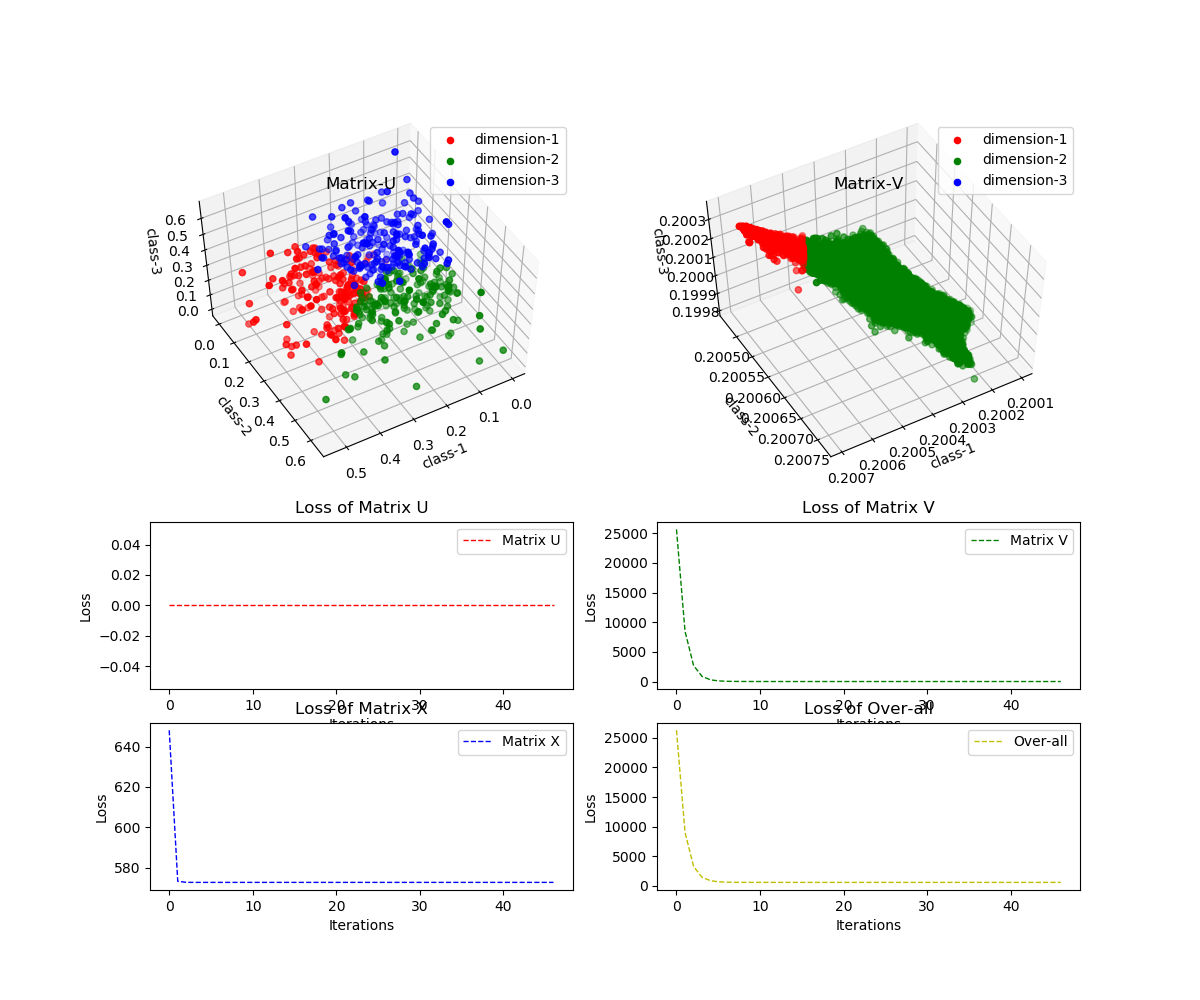 Matrix-U
dimension-1
dimension-2
dimension-3
class-3
0.6
0.5
0.4
0.3
0.2
0.1
0.0
0.0
0.1
0.2
0.3
0.4
0.5
0.6
class-2
0.5
0.4
0.3
0.2
0.1
0.0
class-1
Matrix-V
dimension-1
dimension-2
dimension-3
class-3
0.2003
0.2002
0.2001
0.2000
0.1999
0.1998
0.20050
0.20055
0.20060
0.20065
0.20070
0.20075
class-2
0.2007
0.2006
0.2005
0.2004
0.2003
0.2002
0.2001
class-1
Loss of Matrix U
Matrix U
Loss
0.04
0.02
0.00
−0.02
−0.04
0 10 20 30 40
Iterations
Loss of Matrix V
Matrix V
Loss
25000
20000
15000
10000
5000
0
0 10 20 30 40
Iterations
Loss of Matrix X
Matrix X
Loss
640
620
600
580
0 10 20 30 40
Iterations
Loss of Over-all
Over-all
Loss
25000
20000
15000
10000
5000
0
0 10 20 30 40
Iterations